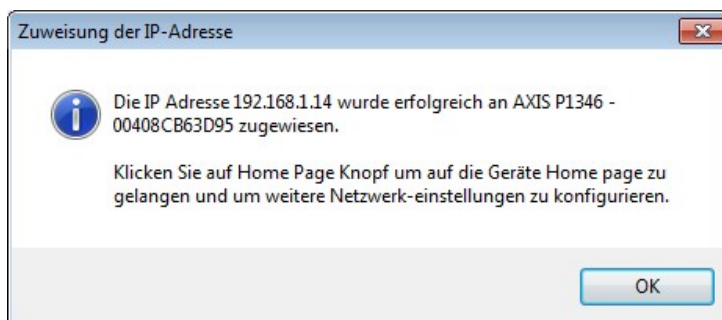 Zuweisung der IP-Adresse
Die IP Adresse 192.168.1.14 wurde erfolgreich an AXIS P1346 -
00408CB63D95 zugewiesen.
Klicken Sie auf Home Page Knopf um auf die Geräte Home page zu
gelangen und um weitere Netzwerk-einstellungen zu konfigurieren.
OK